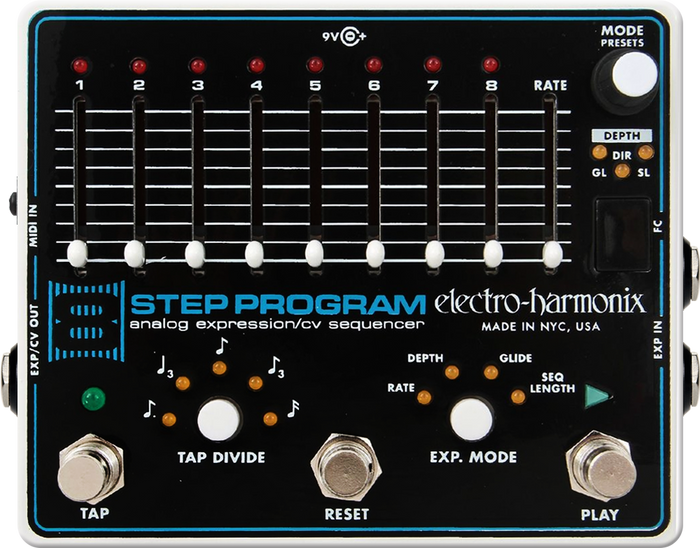 9V
MODE
PRESETS
1 2 3 4 5 6 7 8 RATE
DEPTH
DIR
GL SL
MIDI IN
FC
8 STEP PROGRAM
electro-harmonix
analog expression/cv sequencer
MADE IN NYC, USA
EXP/CV OUT
EXP IN
3
3
DEPTH
GLIDE
RATE
SEQ
LENGTH
TAP DIVIDE
EXP. MODE
TAP
RESET
PLAY